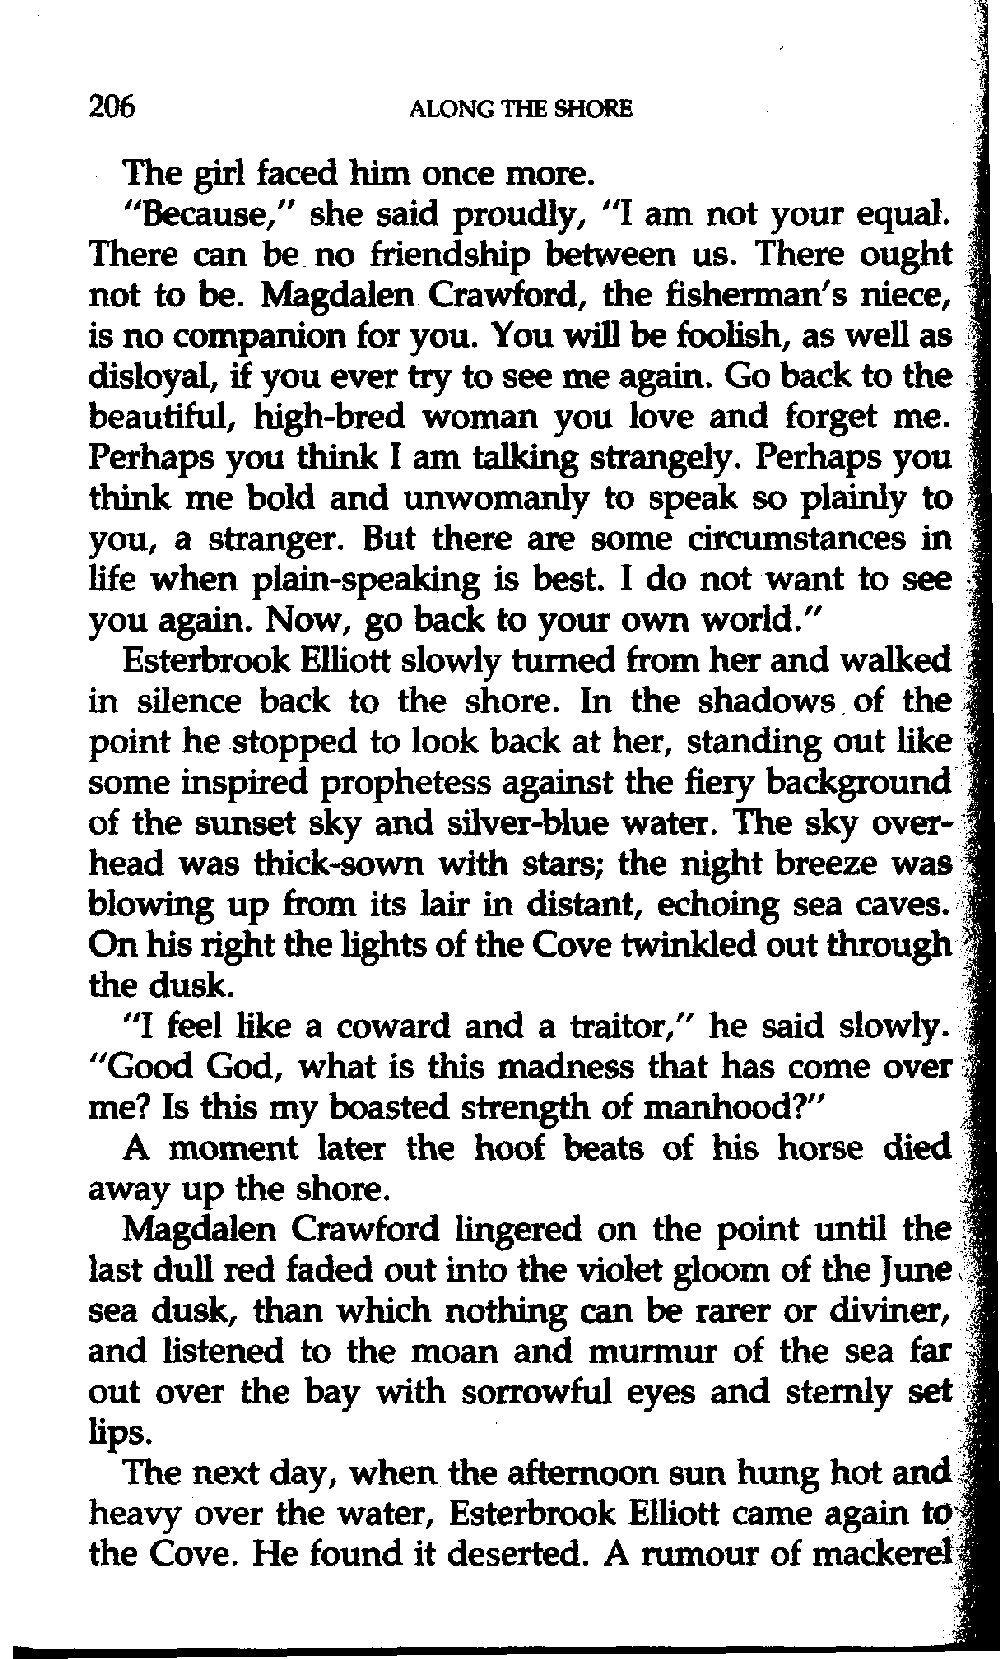 206 ALONG THE SHORE
The girl faced him once more.
"Because," she said proudly, "I am not your equal.
There can be no friendship between us. There ought
not to be. Magdalen Crawford, the fisherman's niece,
is no companion for you. You will be foolish, as well as
disloyal, if you ever try to see me again. Go back to the
beautiful, high-bred woman you love and forget me.
Perhaps you think I am talking strangely. Perhaps you
think me bold and unwomanly to speak so plainly to
you, a stranger. But there are some circumstances in
life when plain-speaking is best. I do not want to see
you again. Now, go back to your own world."
Esterbrook Elliott slowly turned from her and walked
in silence back to the shore. In the shadows of the
point he stopped to look back at her, standing out like
some inspired prophetess against the fiery background
of the sunset sky and silver-blue water. The sky over-
head was thick-sown with stars; the night breeze was
blowing up from its lair in distant, echoing sea caves.
On his right the lights of the Cove twinkled out through
the dusk.
"I feel like a coward and a traitor," he said slowly.
"Good God, what is this madness that has come over
me? Is this my boasted strength of manhood?"
A moment later the hoof beats of his horse died
away up the shore.
Magdalen Crawford lingered on the point until the
last dull red faded out into the violet gloom of the June
sea dusk, than which nothing can be rarer or diviner,
and listened to the moan and murmur of the sea far
out over the bay with sorrowful eyes and sternly set
lips.
The next day, when the afternoon sun hung hot and
heavy over the water, Esterbrook Elliott came again to
the Cove. He found it deserted. A rumour of mackerel